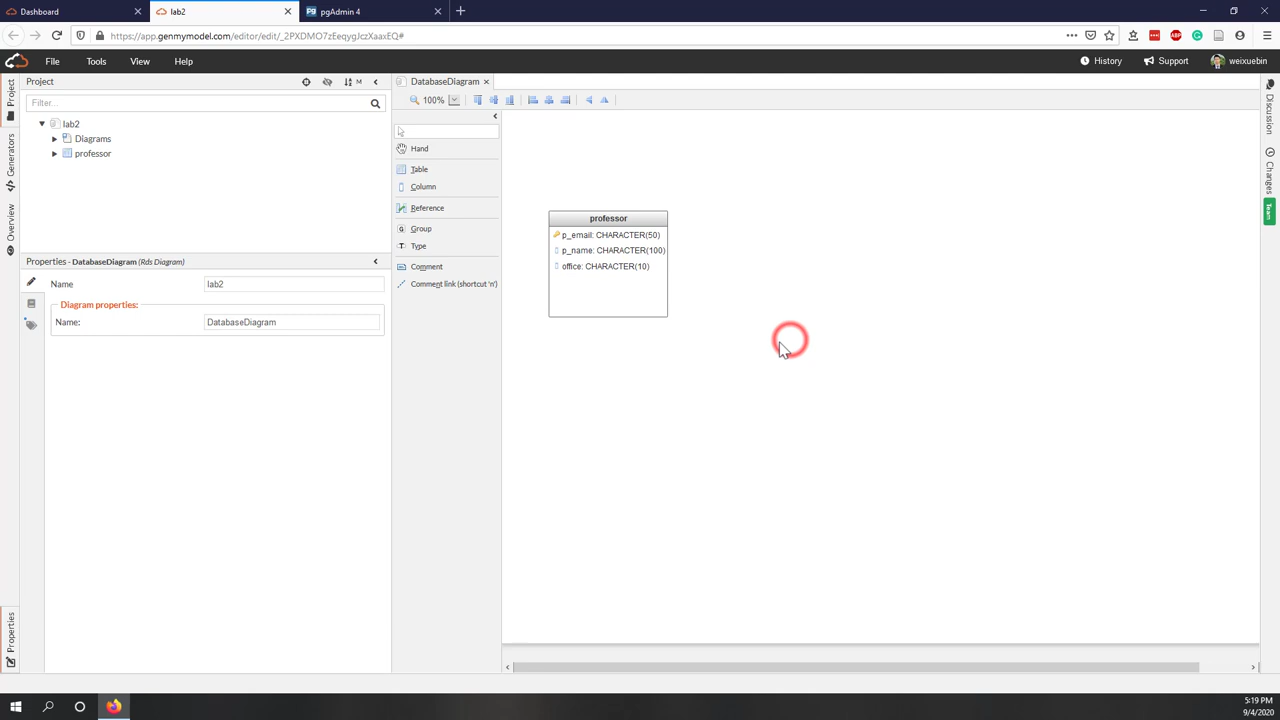 Dashboard
lab2
pgAdmin 4
https://app.genmymodel.com/editor/edit/_2PXDMO7zEeqygJczXaaxEQ#
File Tools View Help
History Support weixuebin
Project
Project
Filter...
lab2
Diagrams
professor
Generators
Overview
Properties - DatabaseDiagram (Rds Diagram)
Name lab2
Diagram properties:
Name: DatabaseDiagram
Properties
DatabaseDiagram
100%
Hand
Table
Column
Reference
Group
Type
Comment
Comment link (shortcut 'n')
professor
p_email: CHARACTER(50)
p_name: CHARACTER(100)
office: CHARACTER(10)
Discussion
Changes
Team
5:19 PM
9/4/2020